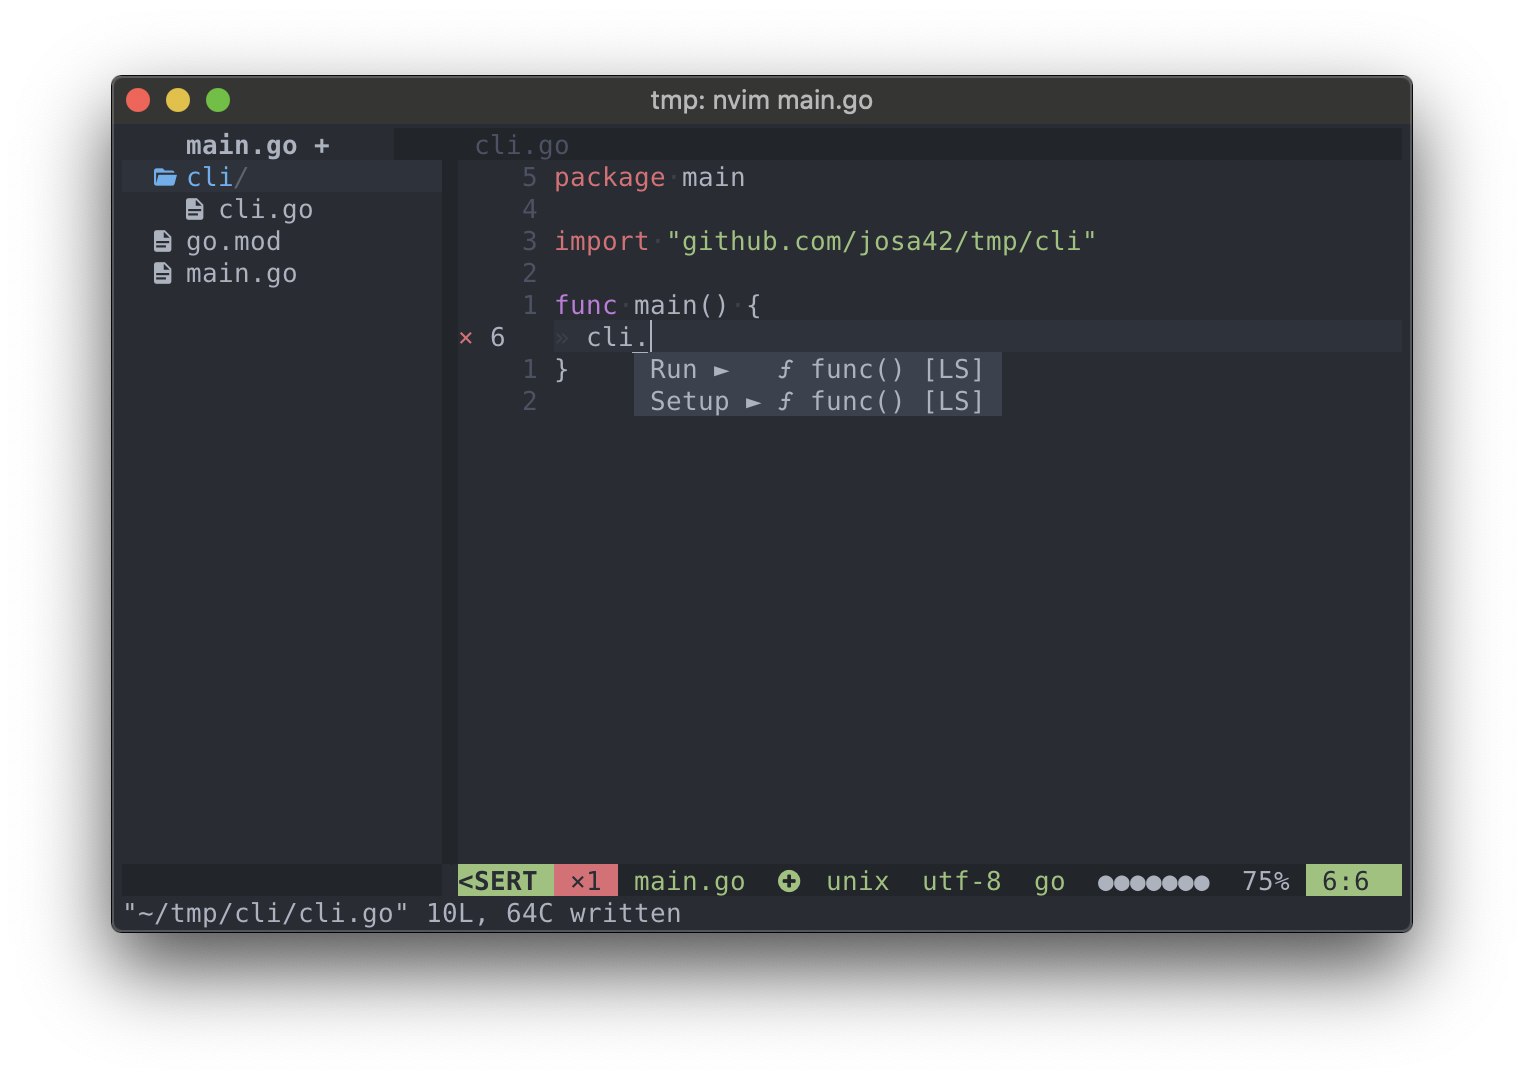 tmp: nvim main.go
main.go + cli.go
cli/
cli.go
go.mod
main.go
5 package main
4
3 import "github.com/josa42/tmp/cli"
2
1 func main() {
× 6 » cli.
1 }
2
Run ► ƒ func() [LS]
Setup ► ƒ func() [LS]
<SERT ×1 main.go unix utf-8 go ●●●●●●● 75% 6:6
"~/tmp/cli/cli.go" 10L, 64C written